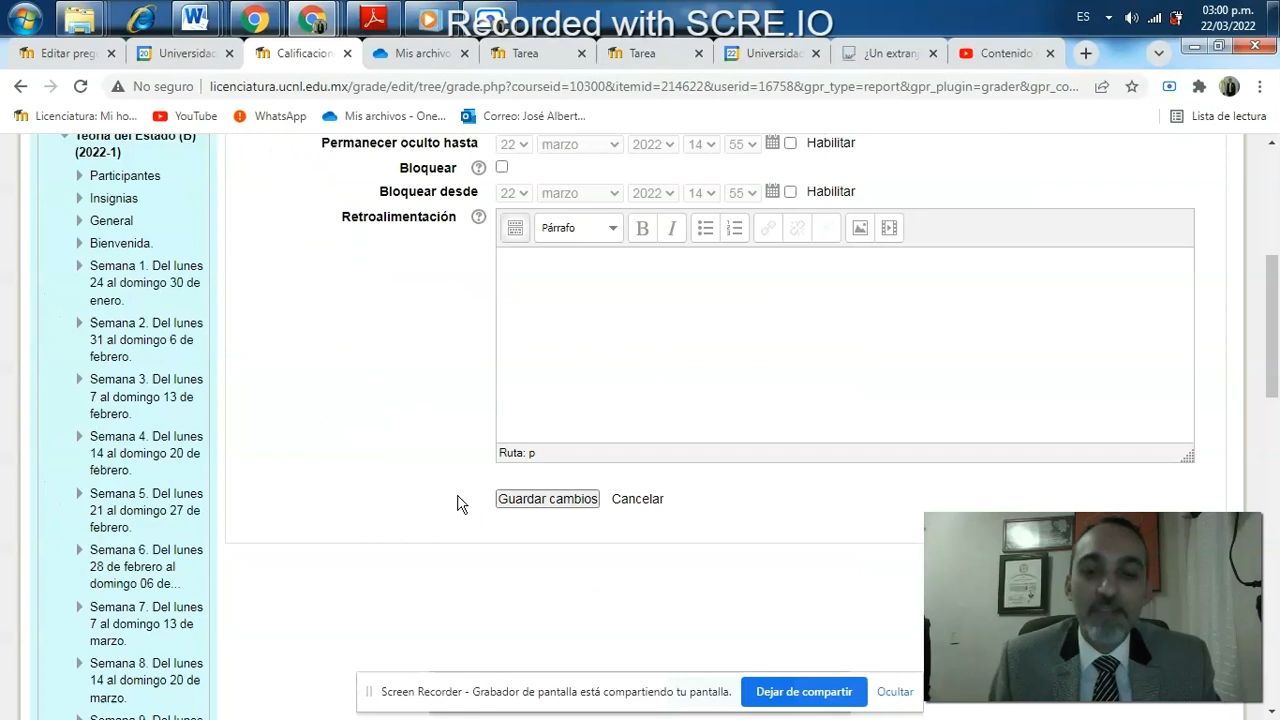 Recorded with SCRE.IO
ES
03:00 p.m.
22/03/2022
Editar preg
Universidad
Calificacion
Mis archivo
Tarea
Tarea
Universidad
¿Un extran
Contenido
No seguro
licenciatura.ucnl.edu.mx/grade/edit/tree/grade.php?courseid=10300&itemid=214622&userid=16758&gpr_type=report&gpr_plugin=grader&gpr_co...
Licenciatura: Mi ho...
YouTube
WhatsApp
Mis archivos - One...
Correo: José Albert...
Lista de lectura
Teoría del Estado (B)
(2022-1)
Participantes
Insignias
General
Bienvenida.
Semana 1. Del lunes
24 al domingo 30 de
enero.
Semana 2. Del lunes
31 al domingo 6 de
febrero.
Semana 3. Del lunes
7 al domingo 13 de
febrero.
Semana 4. Del lunes
14 al domingo 20 de
febrero.
Semana 5. Del lunes
21 al domingo 27 de
febrero.
Semana 6. Del lunes
28 de febrero al
domingo 06 de...
Semana 7. Del lunes
7 al domingo 13 de
marzo.
Semana 8. Del lunes
14 al domingo 20 de
marzo.
Permanecer oculto hasta 22 marzo 2022 14 55 Habilitar
Bloquear
Bloquear desde 22 marzo 2022 14 55 Habilitar
Retroalimentación
Párrafo B I
Ruta: p
Guardar cambios Cancelar
Screen Recorder - Grabador de pantalla está compartiendo tu pantalla.
Dejar de compartir
Ocultar